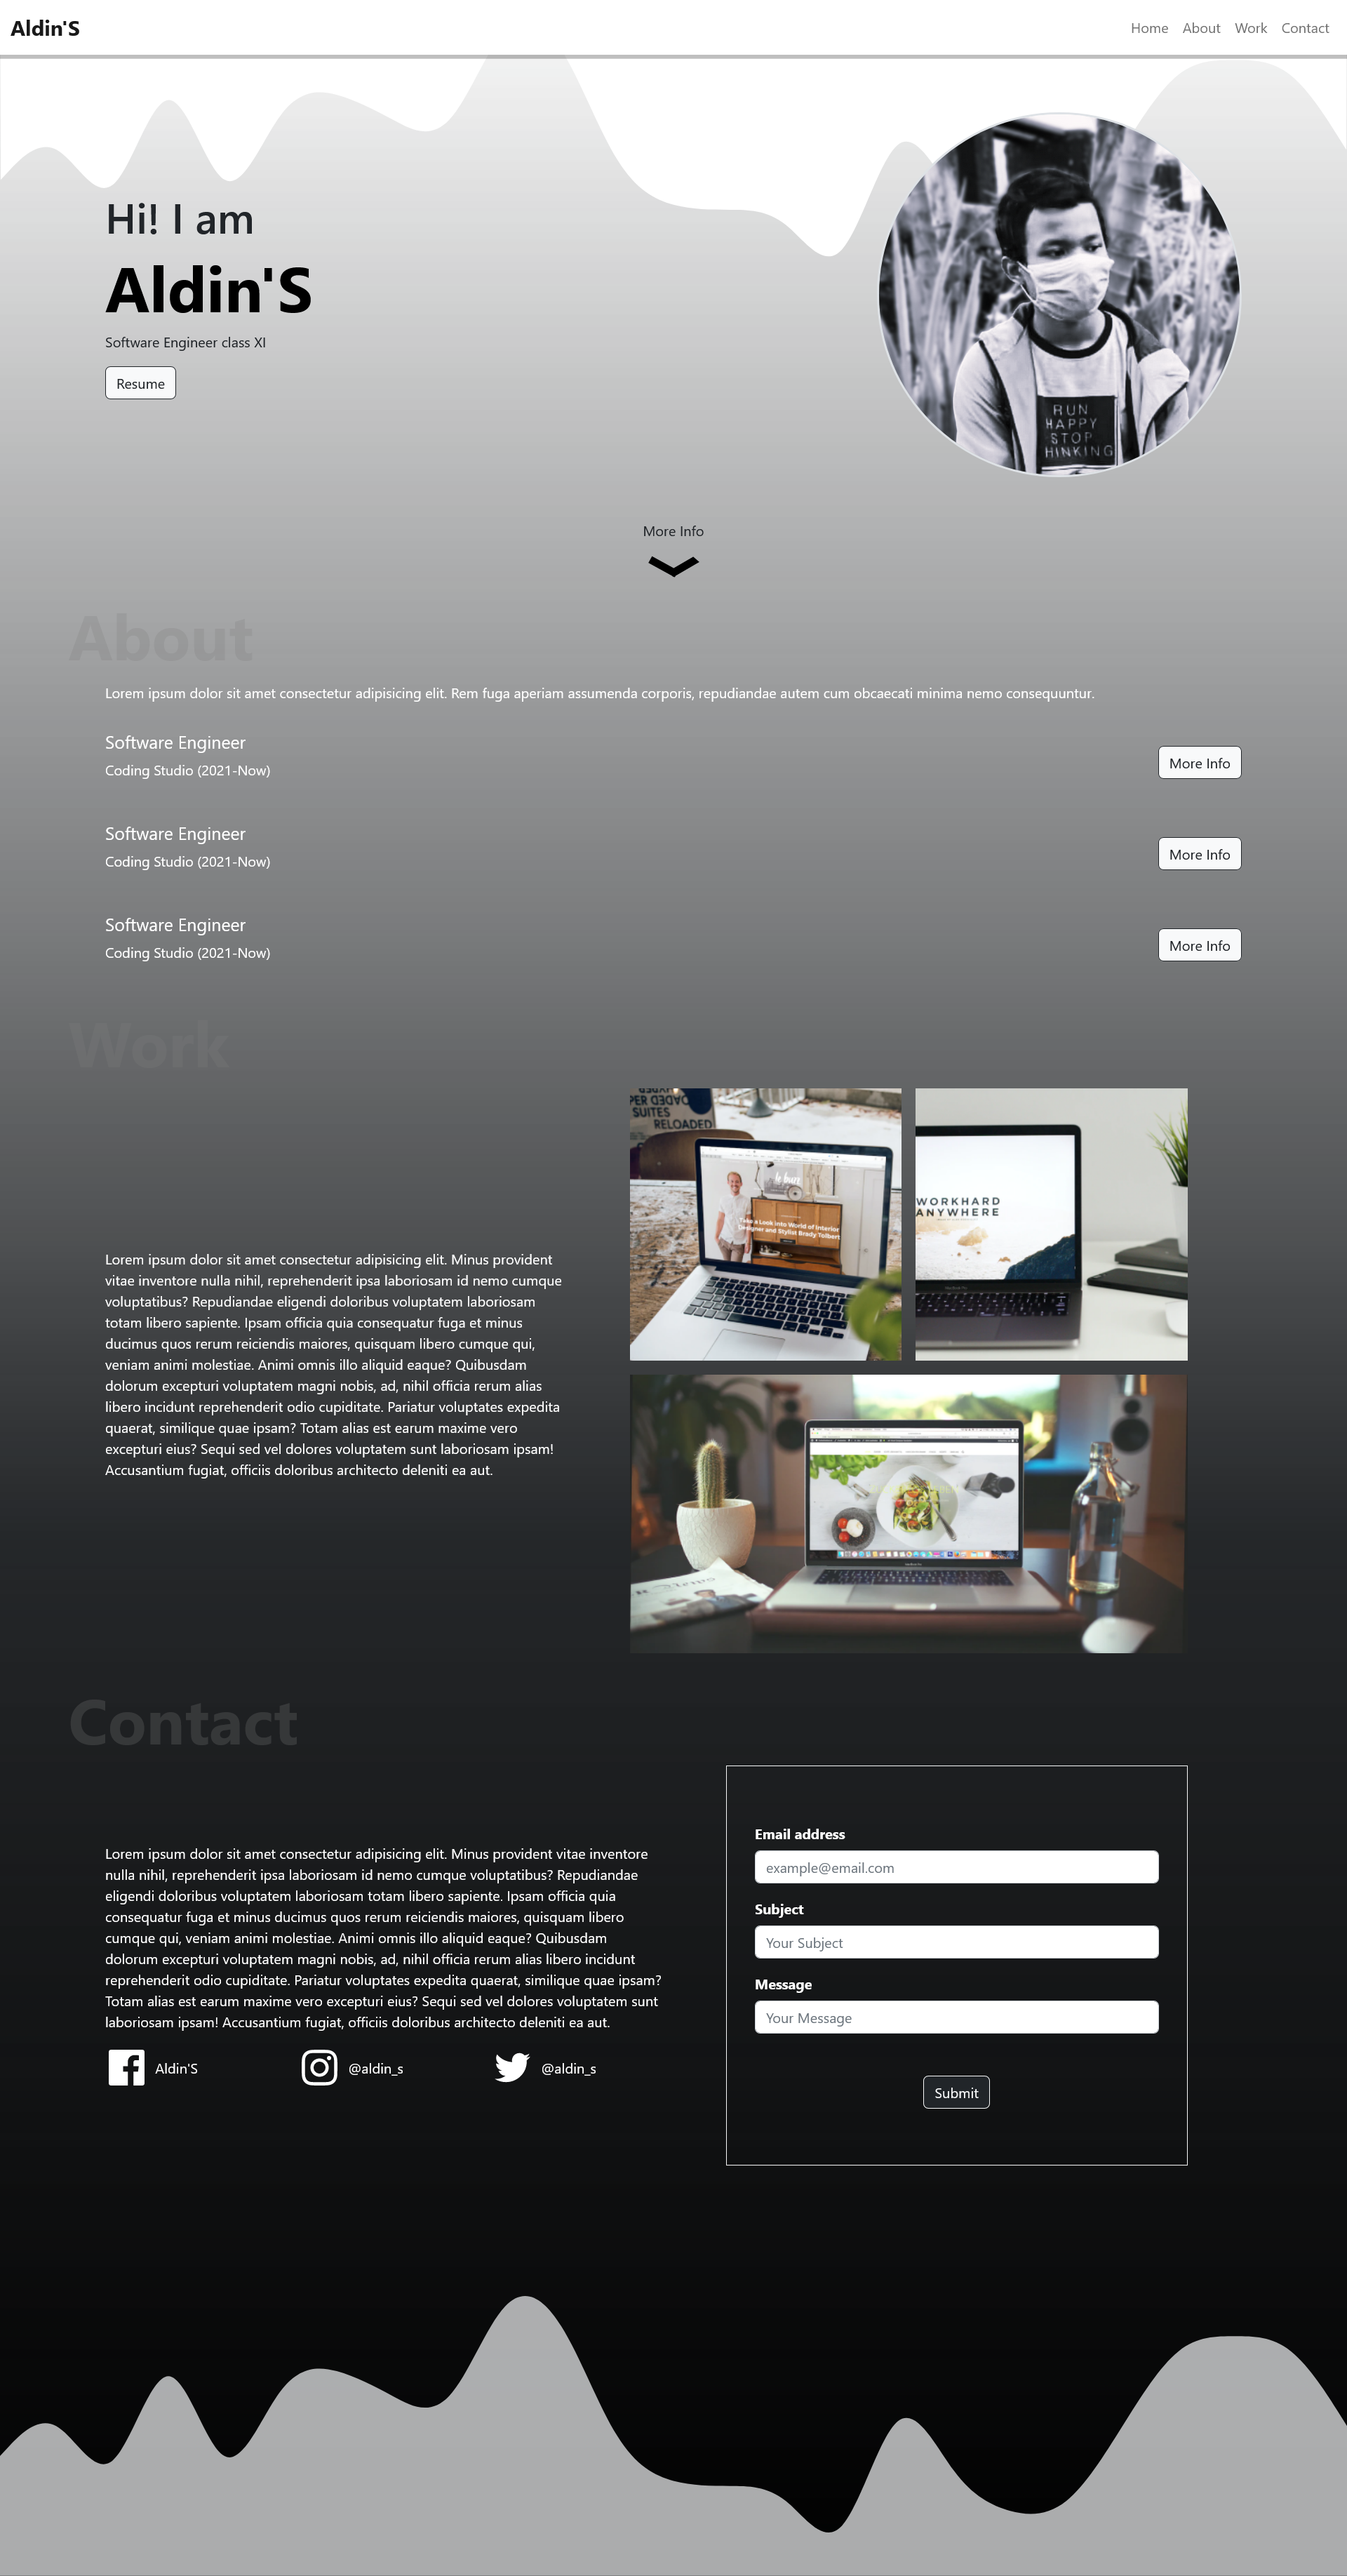 Aldin'S
Home About Work Contact
Hi! I am
Aldin'S
Software Engineer class XI
Resume
RUN
HAPPY
STOP
HINKING
More Info
About
Lorem ipsum dolor sit amet consectetur adipisicing elit. Rem fuga aperiam assumenda corporis, repudiandae autem cum obcaecati minima nemo consequuntur.
Software Engineer
Coding Studio (2021-Now)
More Info
Software Engineer
Coding Studio (2021-Now)
More Info
Software Engineer
Coding Studio (2021-Now)
More Info
Work
Lorem ipsum dolor sit amet consectetur adipisicing elit. Minus provident
vitae inventore nulla nihil, reprehenderit ipsa laboriosam id nemo cumque
voluptatibus? Repudiandae eligendi doloribus voluptatem laboriosam
totam libero sapiente. Ipsam officia quia consequatur fuga et minus
ducimus quos rerum reiciendis maiores, quisquam libero cumque qui,
veniam animi molestiae. Animi omnis illo aliquid eaque? Quibusdam
dolorum excepturi voluptatem magni nobis, ad, nihil officia rerum alias
libero incidunt reprehenderit odio cupiditate. Pariatur voluptates expedita
quaerat, similique quae ipsam? Totam alias est earum maxime vero
excepturi eius? Sequi sed vel dolores voluptatem sunt laboriosam ipsam!
Accusantium fugiat, officiis doloribus architecto deleniti ea aut.
SUITES
RELOADED
Take a Look Into World of Interior
Designer and Stylist Brady Tolbert
WORKHARD
ANYWHERE
Contact
Lorem ipsum dolor sit amet consectetur adipisicing elit. Minus provident vitae inventore
nulla nihil, reprehenderit ipsa laboriosam id nemo cumque voluptatibus? Repudiandae
eligendi doloribus voluptatem laboriosam totam libero sapiente. Ipsam officia quia
consequatur fuga et minus ducimus quos rerum reiciendis maiores, quisquam libero
cumque qui, veniam animi molestiae. Animi omnis illo aliquid eaque? Quibusdam
dolorum excepturi voluptatem magni nobis, ad, nihil officia rerum alias libero incidunt
reprehenderit odio cupiditate. Pariatur voluptates expedita quaerat, similique quae ipsam?
Totam alias est earum maxime vero excepturi eius? Sequi sed vel dolores voluptatem sunt
laboriosam ipsam! Accusantium fugiat, officiis doloribus architecto deleniti ea aut.
Aldin'S
@aldin_s
@aldin_s
Email address
example@email.com
Subject
Your Subject
Message
Your Message
Submit